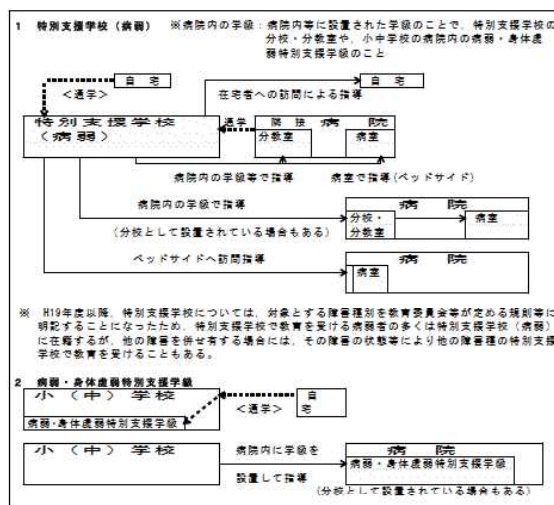 1 特別支援学校（病弱） ※病院内の学級：病院内等に設置された学級のことで，特別支援学校の
分校・分教室や，小中学校の病院内の病弱・身体虚
弱特別支援学級のこと
自宅
＜通学＞
自宅
在宅者への訪問による指導
特別支援学校
（病弱）
通学
隣接 病院
分教室
病室
病院内の学級等で指導
病室で指導(ベッドサイド)
病院内の学級で指導
病院
分校・
分教室
病室
(分校として設置されている場合もある)
ベッドサイドへ訪問指導
病院
病室
※ H19年度以降，特別支援学校については，対象とする障害種別を教育委員会等が定める規則等に
明記することになったため，特別支援学校で教育を受ける病弱者の多くは特別支援学校（病弱）
に在籍するが，他の障害を併せ有する場合には，その障害の状態等により他の障害種の特別支援
学校で教育を受けることもある。
2 病弱・身体虚弱特別支援学級
小（中）学校
病弱・身体虚弱特別支援学級
＜通学＞
自
宅
小（中）学校
病院内に学級を
設置して指導
病院
病弱・身体虚弱特別支援学級
(分校として設置されている場合もある)